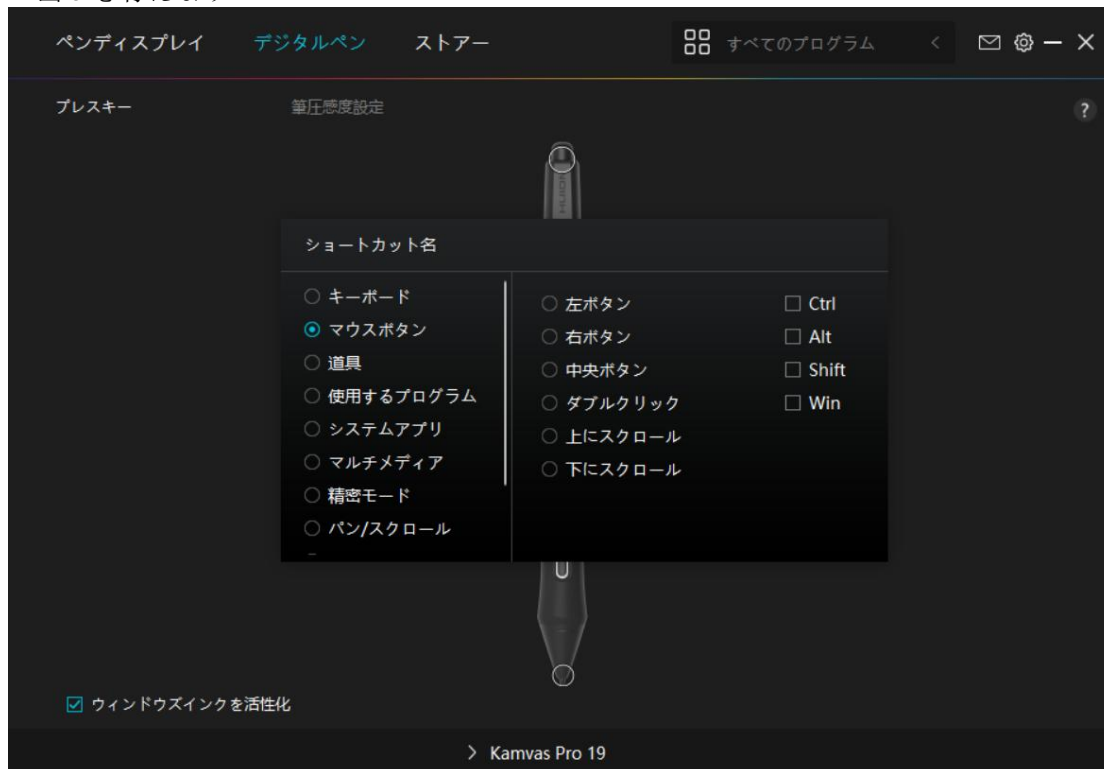 ペンディスプレイ デジタルペン ストアー すべてのプログラム
プレスキー 筆圧感度設定 ?
HUION
ショートカット名
キーボード
マウスボタン
道具
使用するプログラム
システムアプリ
マルチメディア
精密モード
パン/スクロール
左ボタン
右ボタン
中央ボタン
ダブルクリック
上にスクロール
下にスクロール
Ctrl
Alt
Shift
Win
ウィンドウズインクを活性化
Kamvas Pro 19